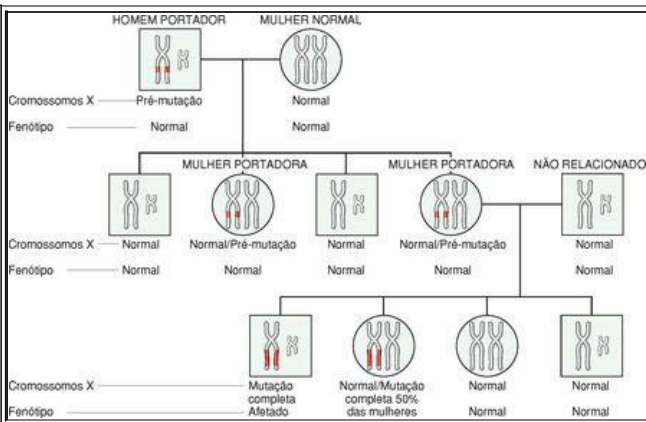 HOMEM PORTADOR MULHER NORMAL
Cromossomos X Pré-mutação Normal
Fenótipo Normal Normal
MULHER PORTADORA MULHER PORTADORA NÃO RELACIONADO
Cromossomos X Normal Normal/Pré-mutação Normal Normal/Pré-mutação Normal
Fenótipo Normal Normal Normal Normal Normal
Cromossomos X Mutação completa Normal/Mutação completa 50% das mulheres Normal Normal
Fenótipo Afetado Normal Normal